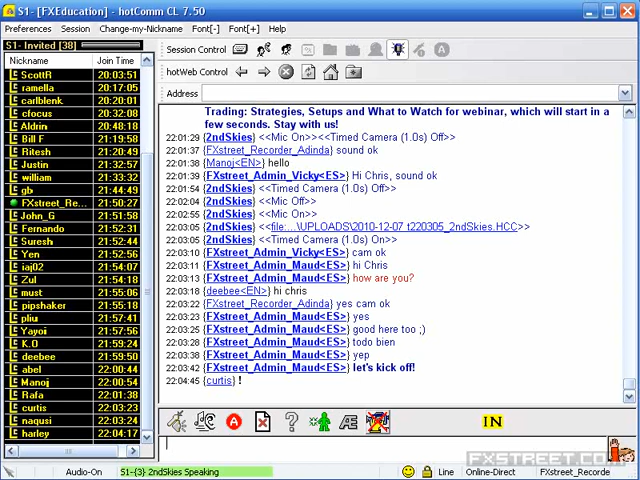 S1- [FXEducation] - hotComm CL 7.50
Preferences Session Change-my-Nickname Font[-] Font[+] Help
S1- Invited [38]
Nickname Join Time
ScottR 20:03:51
ramella 20:17:05
carlblenk 20:20:01
cfocus 20:32:08
Aldrin 20:48:18
Bill F 21:19:58
Ritesh 21:20:49
Justin 21:32:57
william 21:33:32
gb 21:44:49
FXstreet_Re... 21:50:27
John_G 21:51:58
Fernando 21:52:31
Suresh 21:52:44
Yen 21:52:56
iaj02 21:54:07
Zul 21:54:18
must 21:55:06
pipshaker 21:55:18
pliu 21:57:41
Yayoi 21:57:56
K.O 21:59:24
deebee 21:59:50
abel 22:00:44
Manoj 22:00:54
Rafa 22:01:38
curtis 22:03:23
naqusi 22:03:24
harley 22:04:17
Session Control
hotWeb Control
Address
Trading: Strategies, Setups and What to Watch for webinar, which will start in a
few seconds. Stay with us!
22:01:29 {2ndSkies} <<Mic On>><<Timed Camera (1.0s) Off>>
22:01:37 {FXstreet_Recorder_Adinda} sound ok
22:01:38 {Manoj<EN>} hello
22:01:39 {FXstreet_Admin_Vicky<ES>} Hi Chris, sound ok
22:01:54 {2ndSkies} <<Timed Camera (1.0s) Off>>
22:02:04 {2ndSkies} <<Mic Off>>
22:02:55 {2ndSkies} <<Mic On>>
22:03:05 {2ndSkies} <<file:...\UPLOADS\2010-12-07 t220305_2ndSkies.HCC>>
22:03:05 {2ndSkies} <<Timed Camera (1.0s) On>>
22:03:10 {FXstreet_Admin_Vicky<ES>} cam ok
22:03:11 {FXstreet_Admin_Maud<ES>} hi Chris
22:03:13 {FXstreet_Admin_Maud<ES>} how are you?
22:03:18 {deebee<EN>} hi chris
22:03:22 {FXstreet_Recorder_Adinda} yes cam ok
22:03:23 {FXstreet_Admin_Maud<ES>} yes
22:03:25 {FXstreet_Admin_Maud<ES>} good here too ;)
22:03:28 {FXstreet_Admin_Maud<ES>} todo bien
22:03:38 {FXstreet_Admin_Maud<ES>} yep
22:03:42 {FXstreet_Admin_Maud<ES>} let's kick off!
22:04:45 {curtis} !
IN
FXSTREET.COM
Audio-On S1-{3} 2ndSkies Speaking Line Online-Direct FXstreet_Recorde